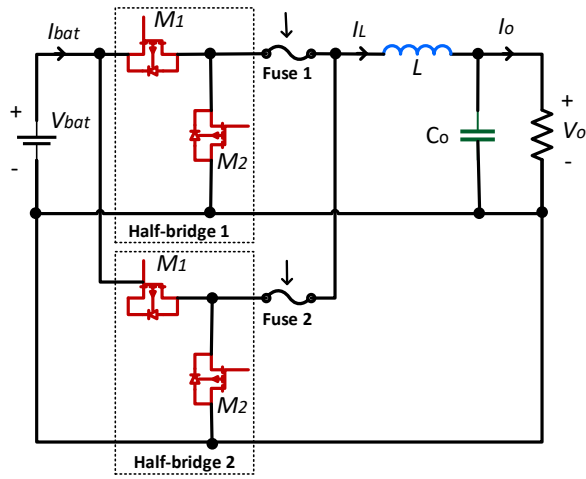 Ibat
M1
IL
Io
Fuse 1
L
+
Vbat
-
M2
Co
+
Vo
-
Half-bridge 1
M1
Fuse 2
M2
Half-bridge 2